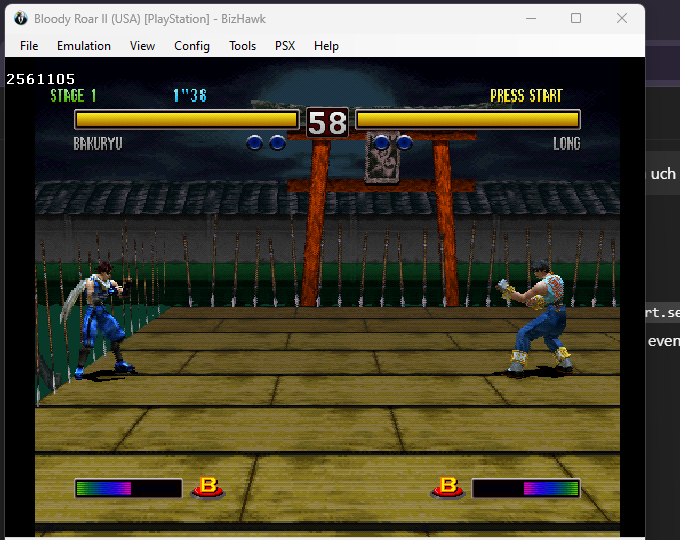 Bloody Roar II (USA) [PlayStation] - BizHawk
File Emulation View Config Tools PSX Help
2561105
STAGE 1 1"38 PRESS START
58
BAKURYU LONG
uch
rt.se
even
B B